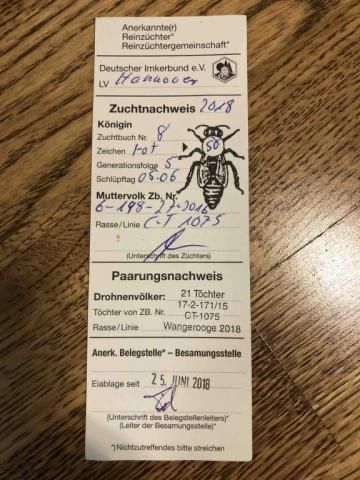 Anerkannte(r)
Reinzüchter*
Reinzüchtergemeinschaft*
Deutscher Imkerbund e.V.
LV Hannover
Zuchtnachweis 2018
Königin
Zuchtbuch Nr. 8
Zeichen rot
50
Generationsfolge 5
Schlüpftag 05.06
Muttervolk Zb. Nr.
6-198-27-2016
Rasse/Linie C-T 1075
(Unterschrift des Züchters)
Paarungsnachweis
Drohnenvölker: 21 Töchter
Töchter von ZB. Nr. 17-2-171/15
CT-1075
Rasse/Linie Wangerooge 2018
Anerk. Belegstelle* – Besamungsstelle
Eiablage seit 25. JUNI 2018
(Unterschrift des Belegstellenleiters)*
(Leiter der Besamungsstelle)*
*) Nichtzutreffendes bitte streichen